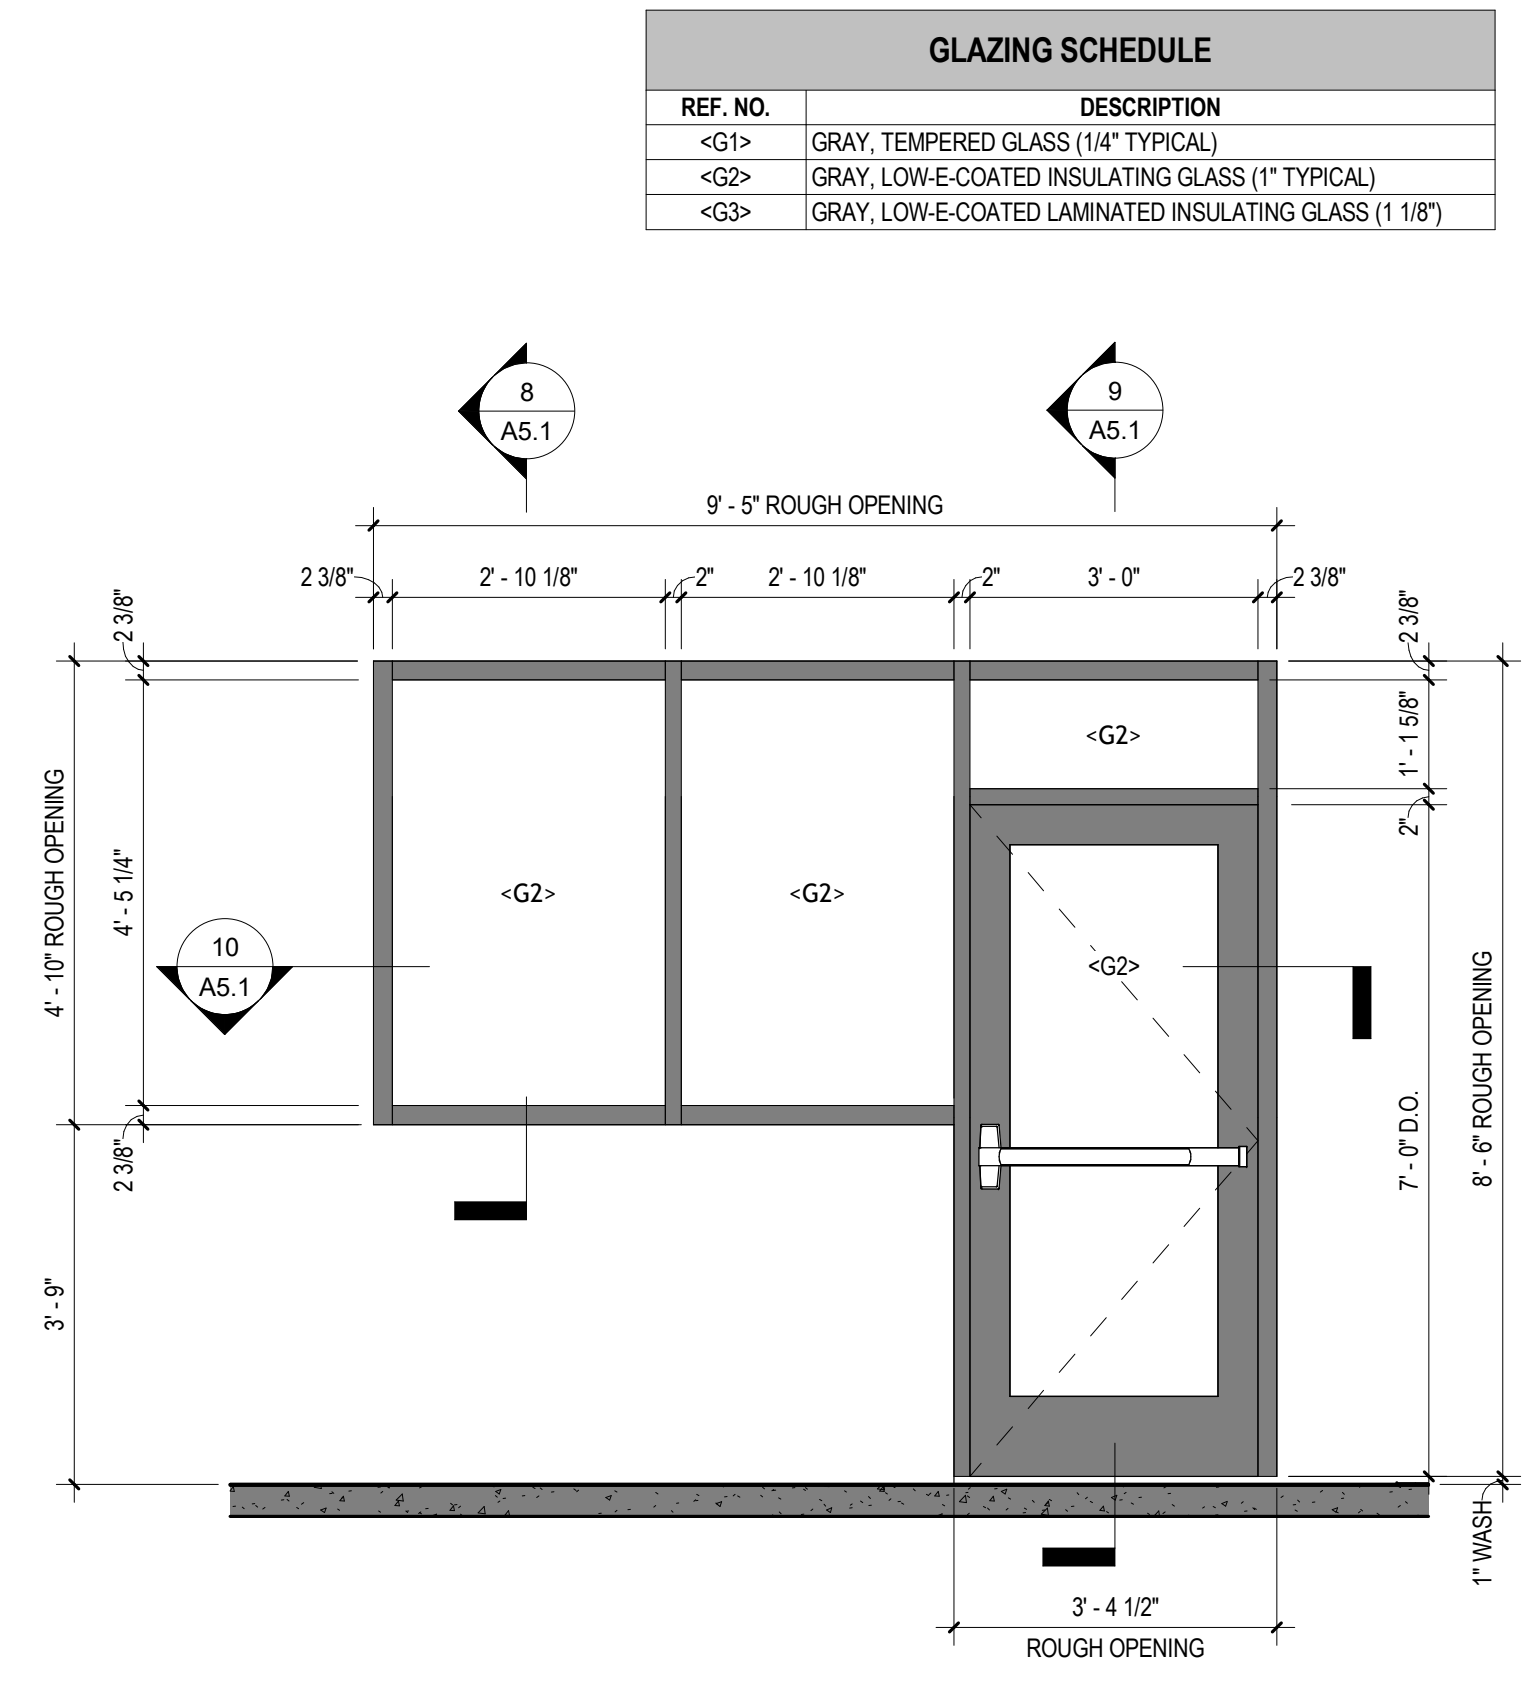 GLAZING SCHEDULE
REF. NO. DESCRIPTION
<G1> GRAY, TEMPERED GLASS (1/4" TYPICAL)
<G2> GRAY, LOW-E-COATED INSULATING GLASS (1" TYPICAL)
<G3> GRAY, LOW-E-COATED LAMINATED INSULATING GLASS (1 1/8")
8
A5.1
9
A5.1
9' - 5" ROUGH OPENING
2 3/8" 2' - 10 1/8" 2" 2' - 10 1/8" 2" 3' - 0" 2 3/8"
2 3/8"
4' - 5 1/4"
2 3/8"
4' - 10" ROUGH OPENING
3' - 9"
10
A5.1
<G2>
<G2>
<G2>
<G2>
2 3/8"
1' - 1 5/8"
2"
7' - 0" D.O.
8' - 6" ROUGH OPENING
1" WASH
3' - 4 1/2"
ROUGH OPENING